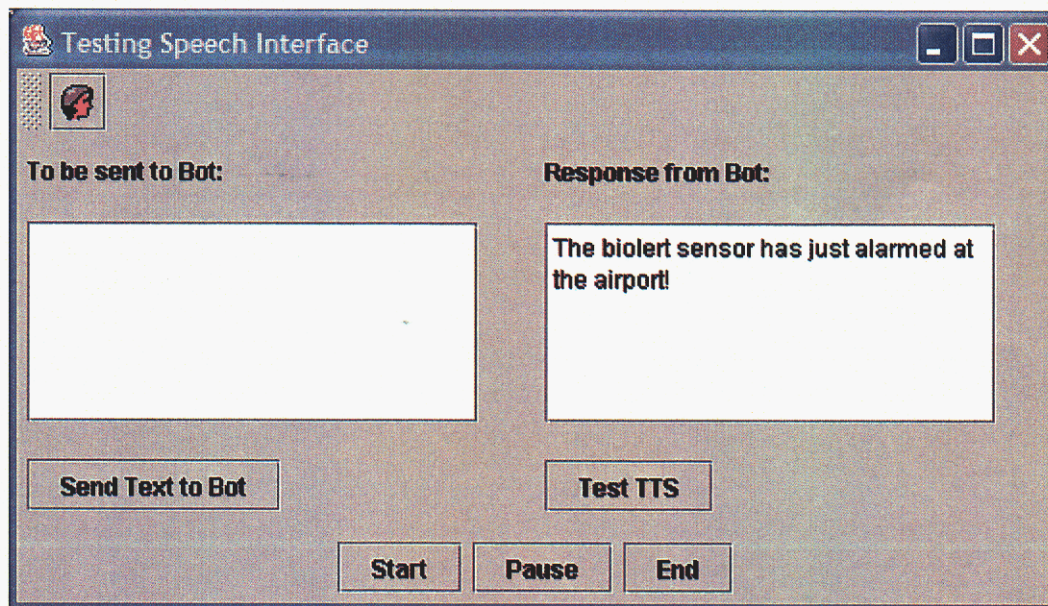 Testing Speech Interface
To be sent to Bot:
Response from Bot:
The biolert sensor has just alarmed at
the airport!
Send Text to Bot
Test TTS
Start
Pause
End